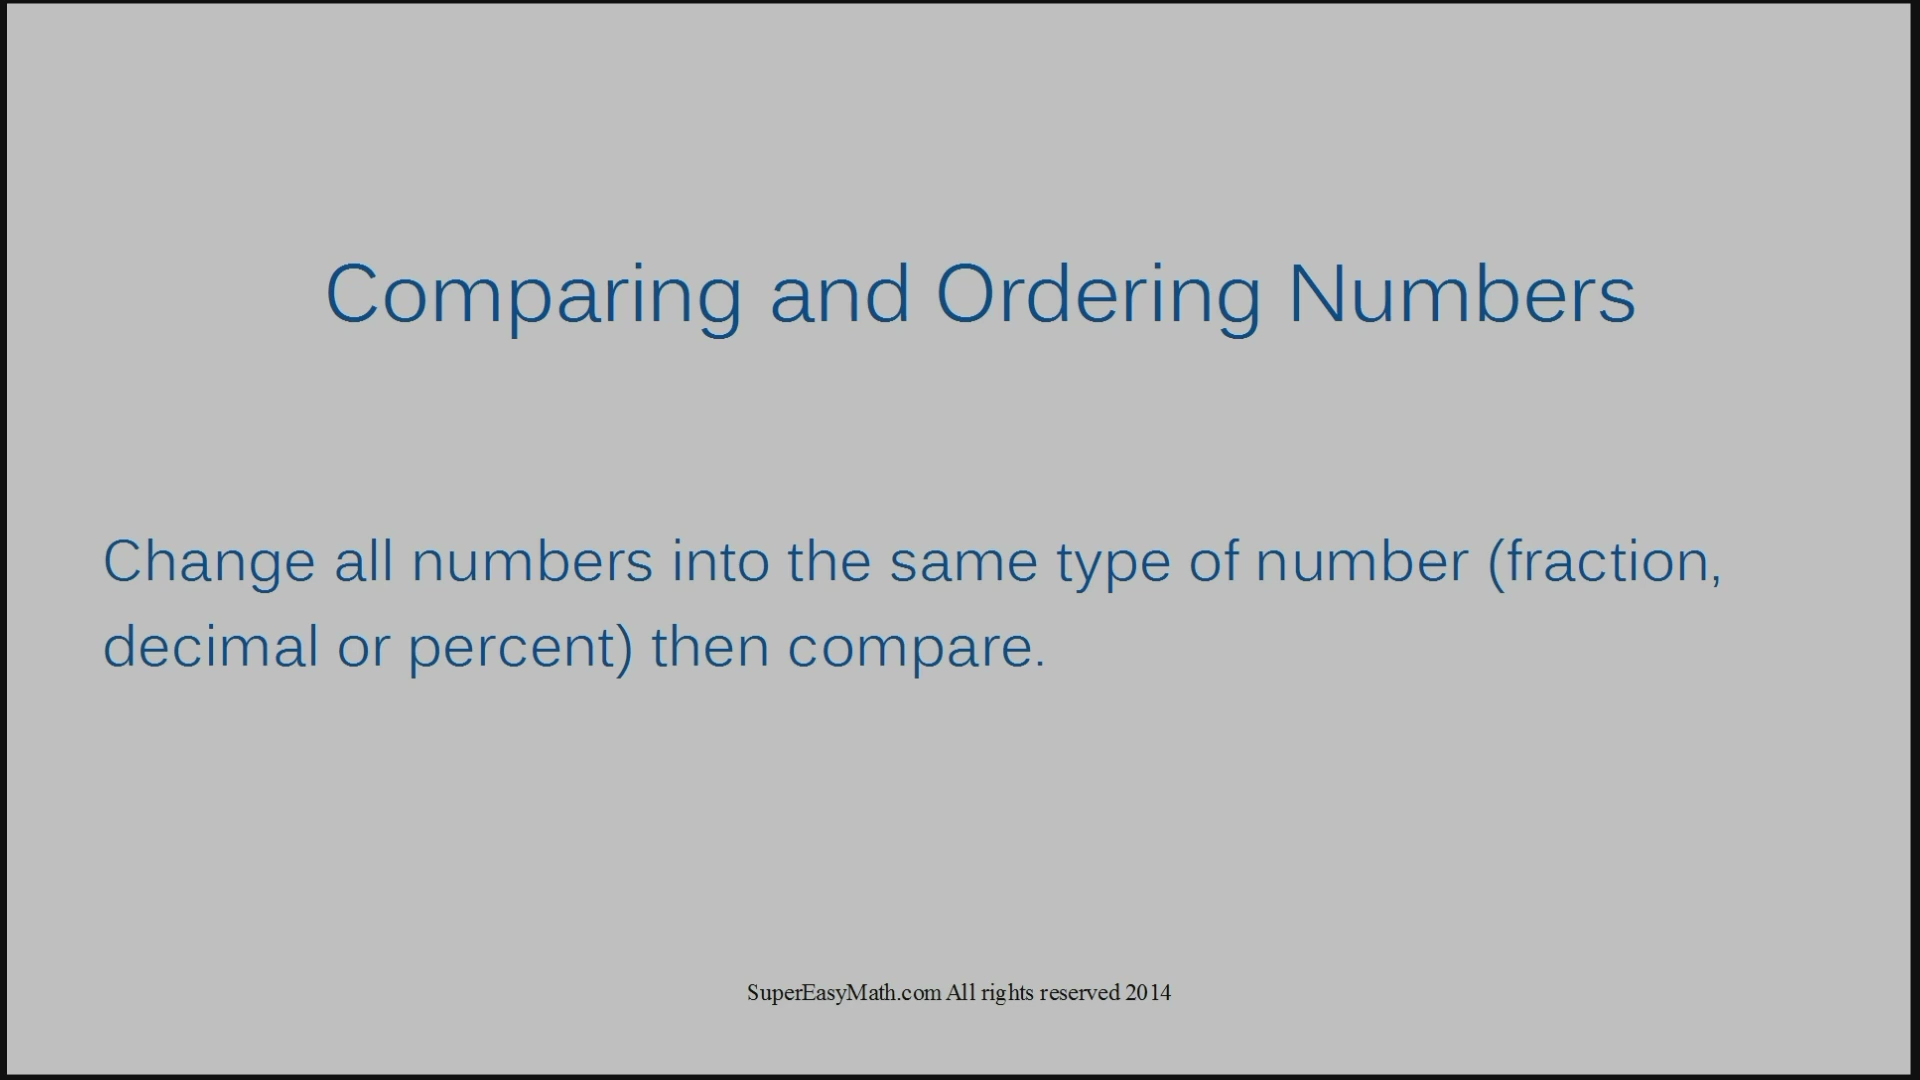 Comparing and Ordering Numbers
Change all numbers into the same type of number (fraction,
decimal or percent) then compare.
SuperEasyMath.com All rights reserved 2014